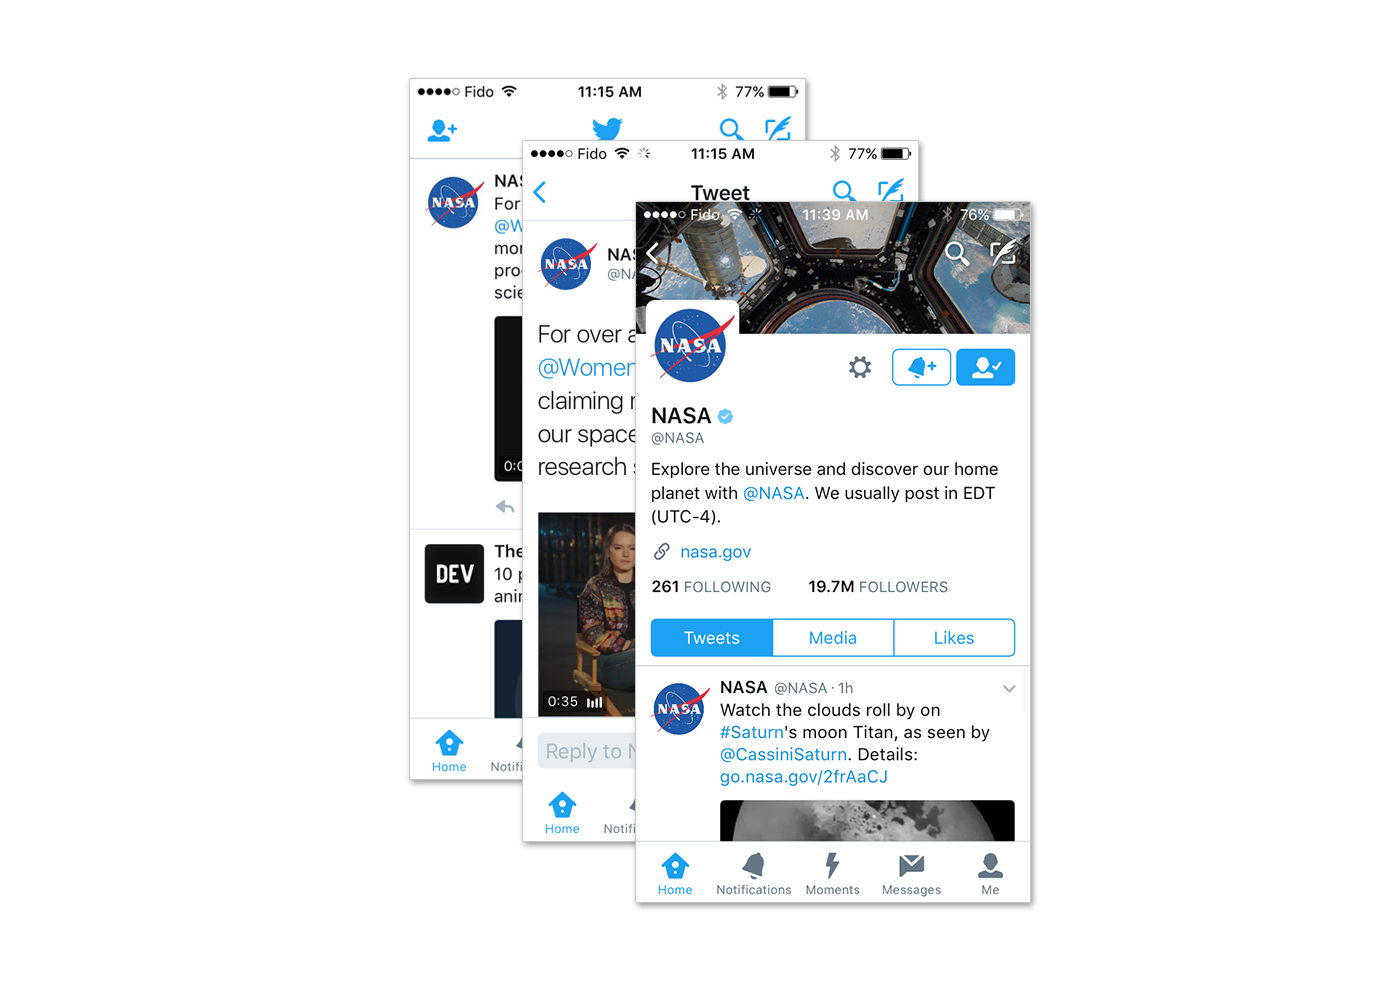 Fido 11:15 AM 77%
NASA
For
mor
proc
scie
0:0
DEV
The
10 p
anir
Home Notifi
Fido 11:15 AM 77%
Tweet
NASA
NAS
@NA
For over a
@Women
claiming r
our space
research s
0:35
Reply to N
Home Notifi
Fido 11:39 AM 76%
NASA
NASA
@NASA
Explore the universe and discover our home
planet with @NASA. We usually post in EDT
(UTC-4).
nasa.gov
261 FOLLOWING 19.7M FOLLOWERS
Tweets Media Likes
NASA
NASA @NASA · 1h
Watch the clouds roll by on
#Saturn's moon Titan, as seen by
@CassiniSaturn. Details:
go.nasa.gov/2frAaCJ
Home Notifications Moments Messages Me